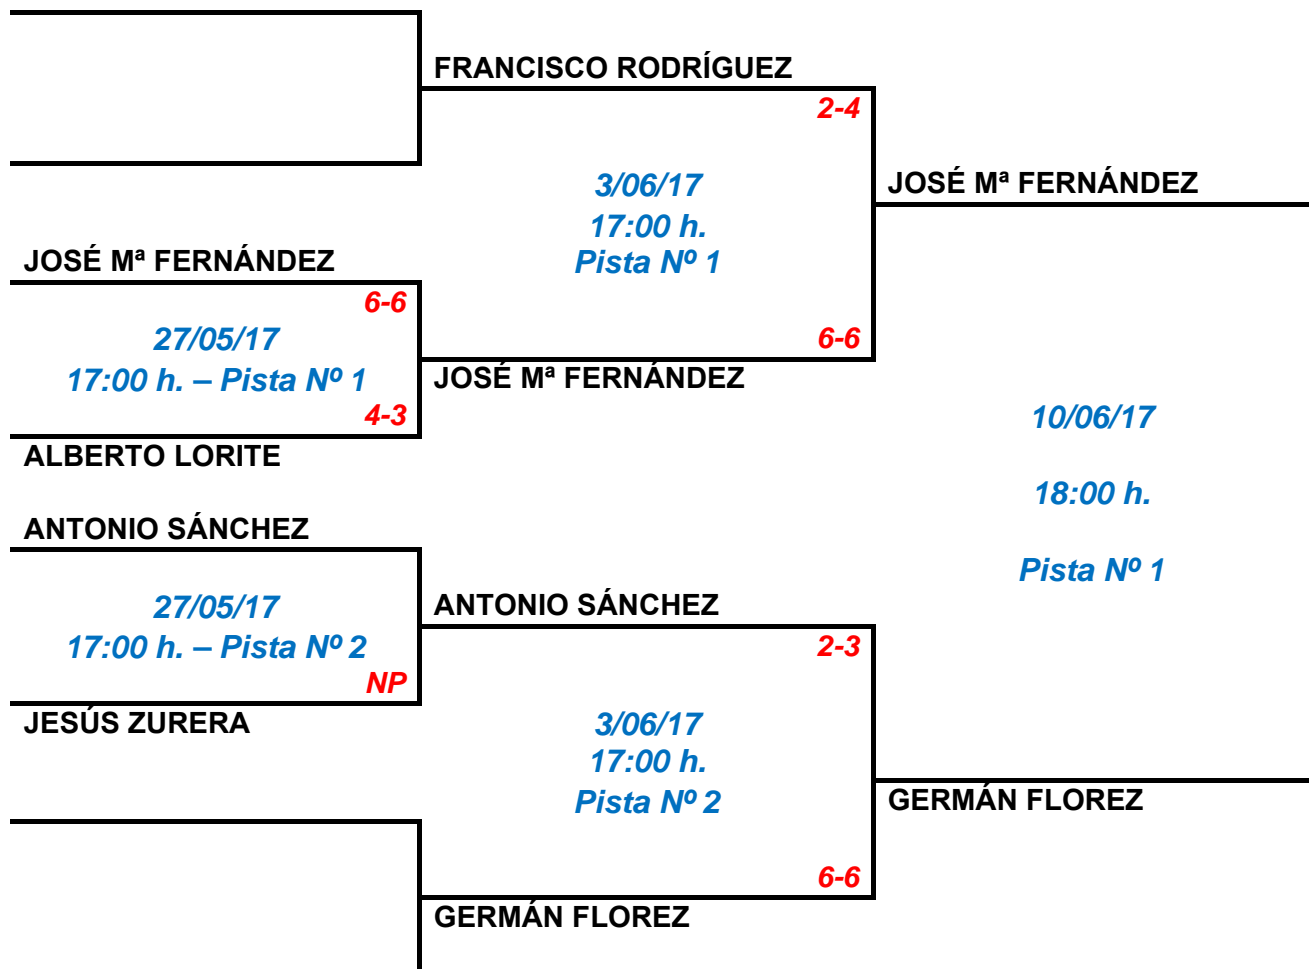 FRANCISCO RODRÍGUEZ
2-4
3/06/17
17:00 h.
Pista Nº 1
6-6
JOSÉ Mª FERNÁNDEZ
JOSÉ Mª FERNÁNDEZ
JOSÉ Mª FERNÁNDEZ
6-6
27/05/17
17:00 h. – Pista Nº 1
4-3
ALBERTO LORITE
10/06/17
18:00 h.
Pista Nº 1
ANTONIO SÁNCHEZ
27/05/17
17:00 h. – Pista Nº 2
NP
JESÚS ZURERA
ANTONIO SÁNCHEZ
2-3
3/06/17
17:00 h.
Pista Nº 2
6-6
GERMÁN FLOREZ
GERMÁN FLOREZ